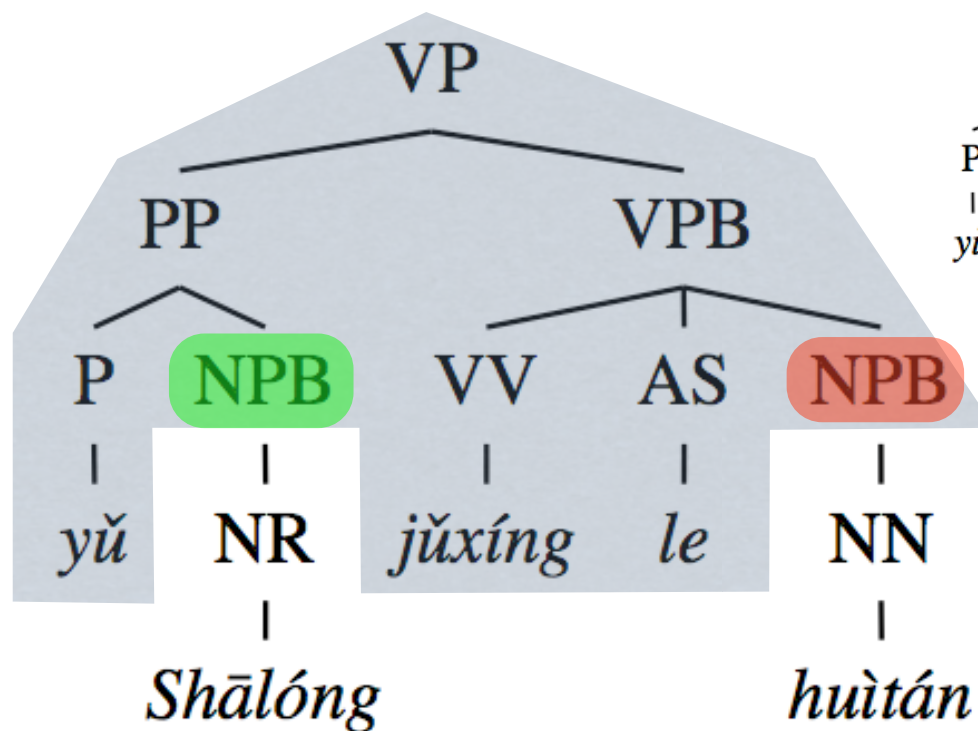 VP
PP VPB
P NPB VV AS NPB
yǔ NR jǔxíng le NN
Shālóng huìtán
P